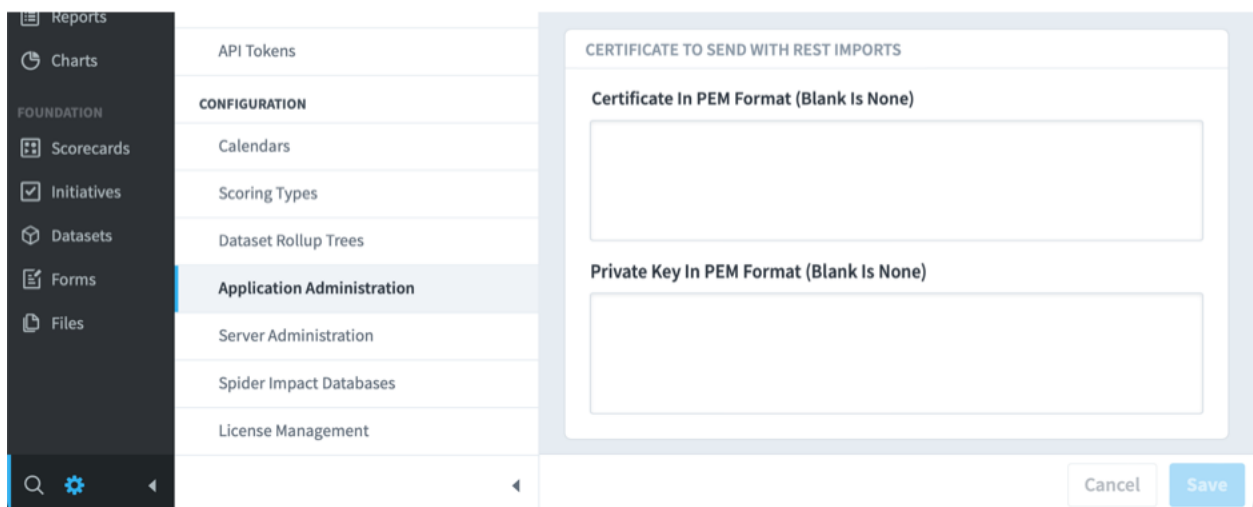 Reports
Charts
FOUNDATION
Scorecards
Initiatives
Datasets
Forms
Files
API Tokens
CONFIGURATION
Calendars
Scoring Types
Dataset Rollup Trees
Application Administration
Server Administration
Spider Impact Databases
License Management
CERTIFICATE TO SEND WITH REST IMPORTS
Certificate In PEM Format (Blank Is None)
Private Key In PEM Format (Blank Is None)
Cancel
Save